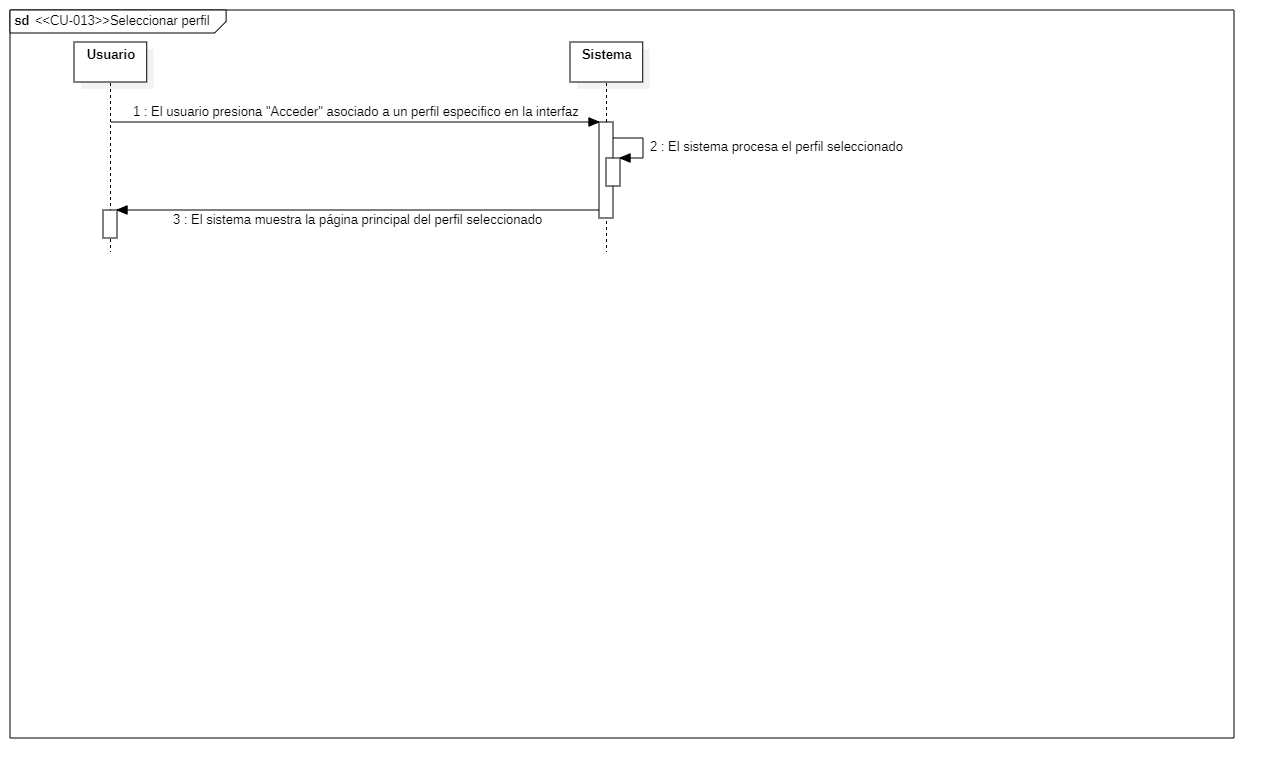 sd <<CU-013>>Seleccionar perfil
Usuario
Sistema
1 : El usuario presiona "Acceder" asociado a un perfil especifico en la interfaz
2 : El sistema procesa el perfil seleccionado
3 : El sistema muestra la página principal del perfil seleccionado